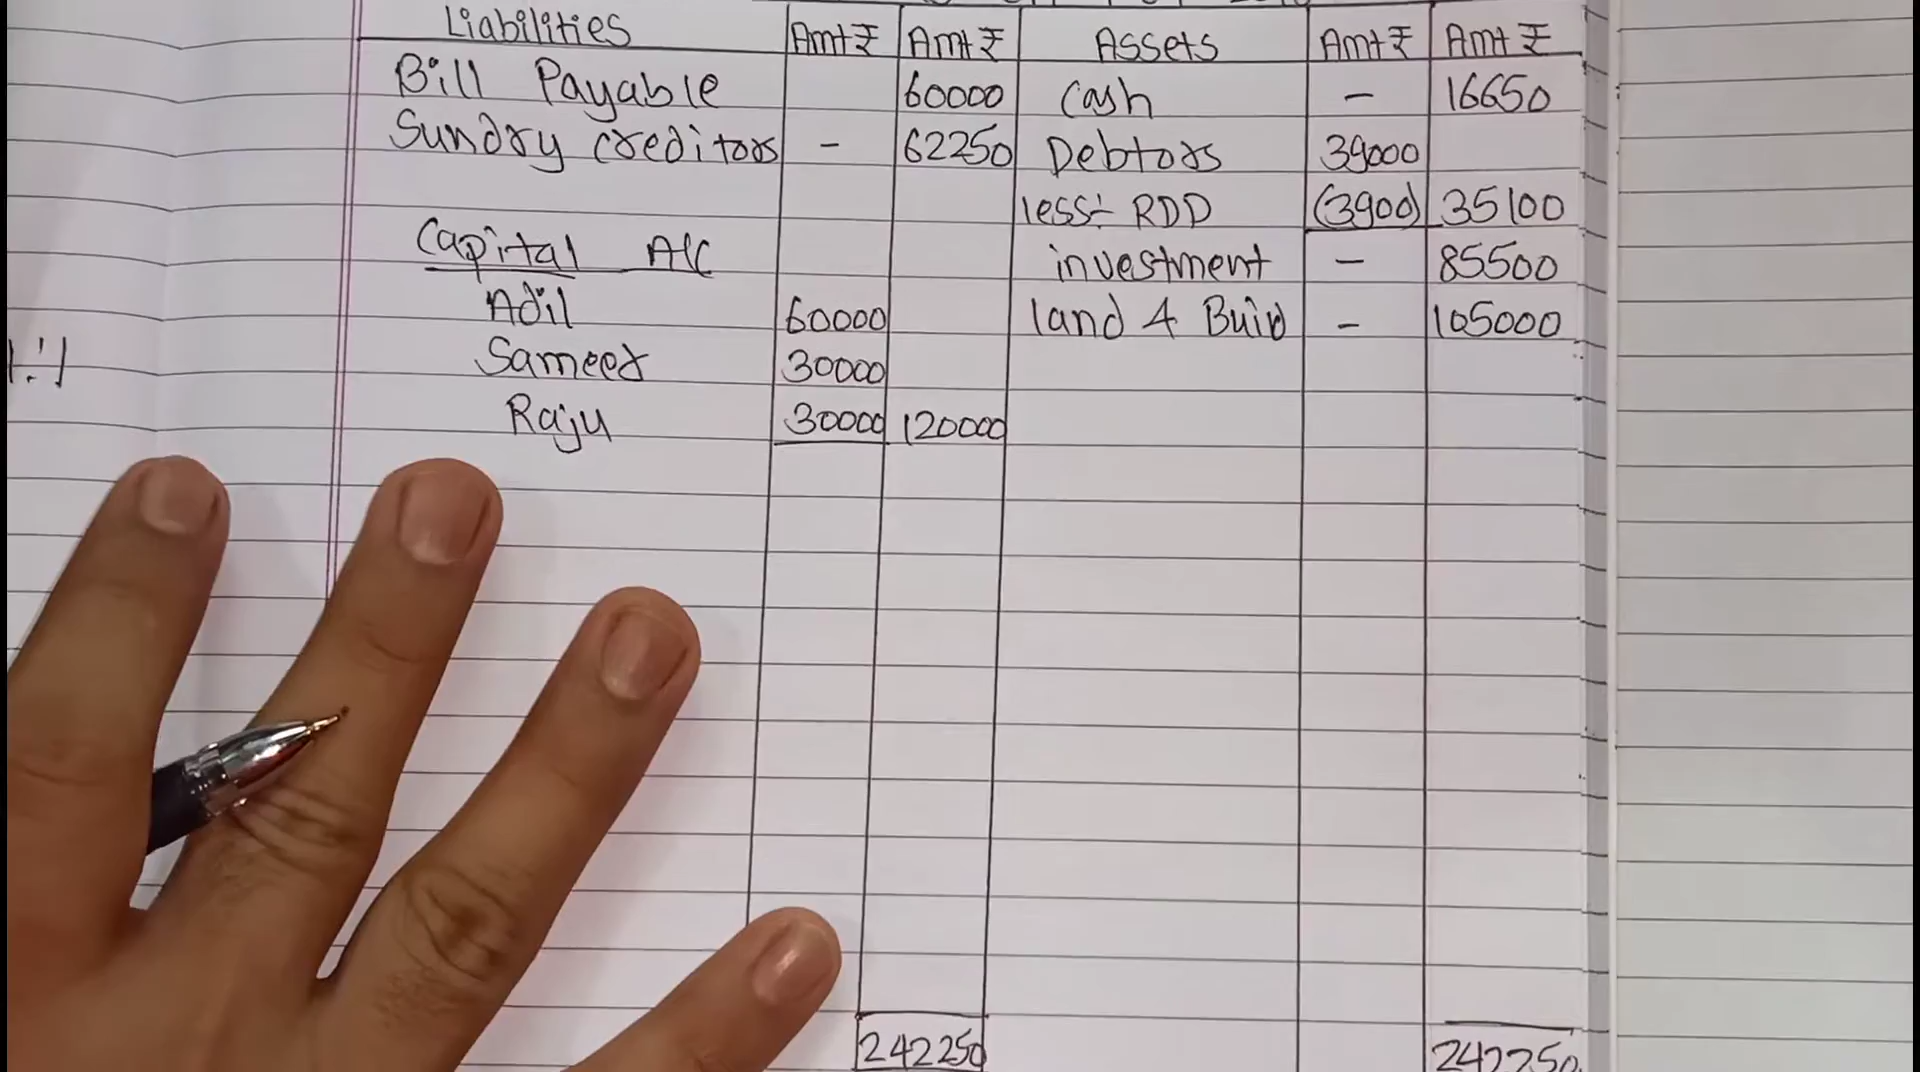 Liabilities Amt₹ Amt₹ Assets Amt₹ Amt₹
Bill Payable 60000 Cash - 16650
Sundry creditors - 62250 Debtors 39000
less:- RDD (3900) 35100
Capital A/C investment - 85500
Adil 60000 land & Build - 105000
Sameer 30000
Raju 30000 120000
242250 242250